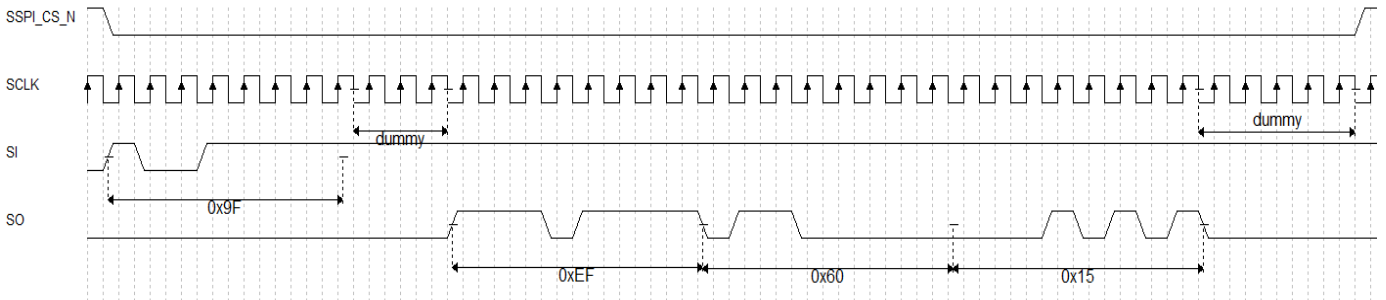 SSPI_CS_N
SCLK
dummy
dummy
SI
0x9F
SO
0xEF
0x60
0x15